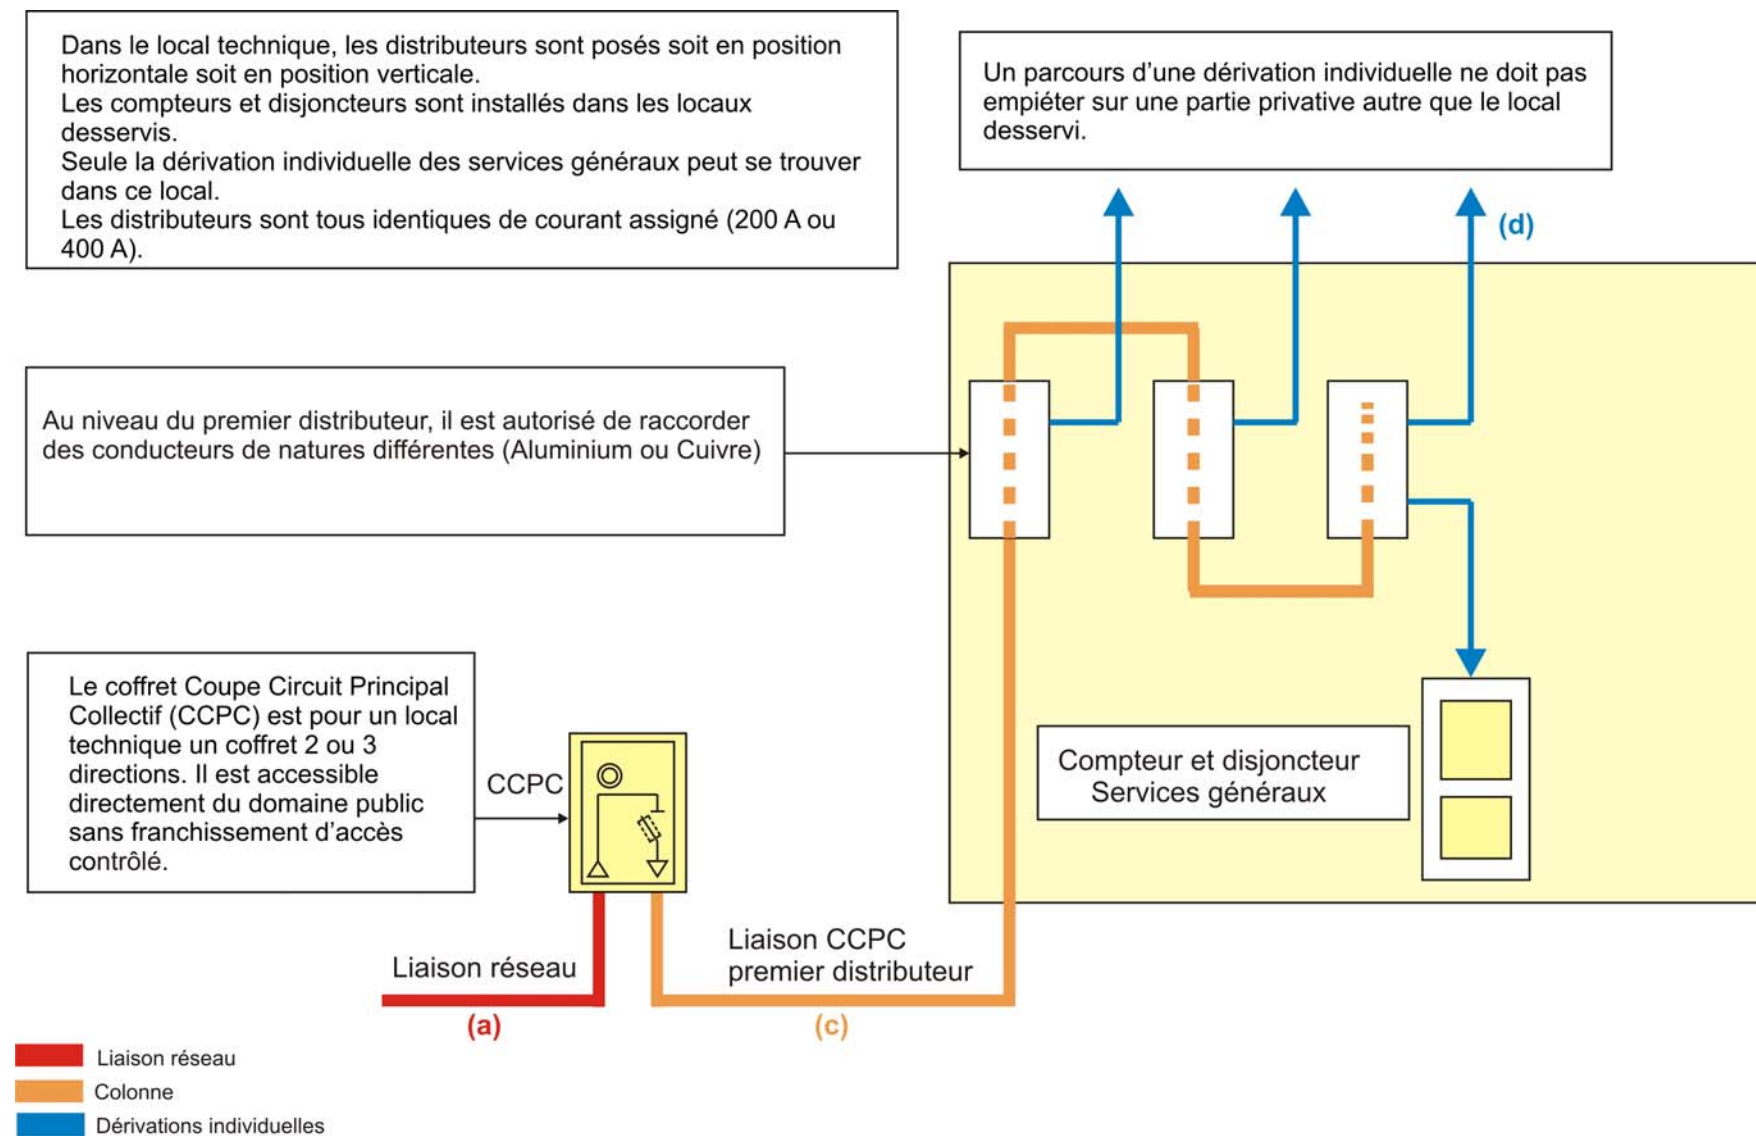 Dans le local technique, les distributeurs sont posés soit en position
horizontale soit en position verticale.
Les compteurs et disjoncteurs sont installés dans les locaux
desservis.
Seule la dérivation individuelle des services généraux peut se trouver
dans ce local.
Les distributeurs sont tous identiques de courant assigné (200 A ou
400 A).
Un parcours d’une dérivation individuelle ne doit pas
empiéter sur une partie privative autre que le local
desservi.
(d)
Au niveau du premier distributeur, il est autorisé de raccorder
des conducteurs de natures différentes (Aluminium ou Cuivre)
Le coffret Coupe Circuit Principal
Collectif (CCPC) est pour un local
technique un coffret 2 ou 3
directions. Il est accessible
directement du domaine public
sans franchissement d’accès
contrôlé.
CCPC
Compteur et disjoncteur
Services généraux
Liaison réseau
(a)
Liaison CCPC
premier distributeur
(c)
Liaison réseau
Colonne
Dérivations individuelles